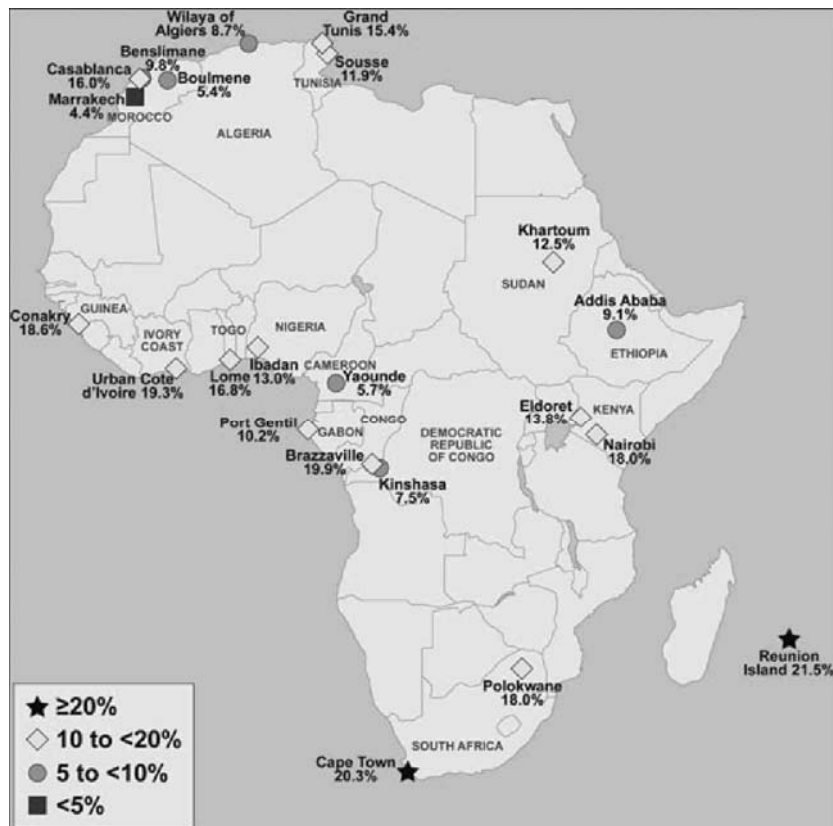 Wilaya of
Algiers 8.7%
Grand
Tunis 15.4%
Benslimane
9.8%
Sousse
11.9%
Casablanca
16.0%
Boulmene
5.4%
TUNISIA
Marrakech
4.4%
MOROCCO
ALGERIA
Khartoum
12.5%
SUDAN
Addis Ababa
9.1%
ETHIOPIA
Conakry
18.6%
GUINEA
IVORY
COAST
TOGO
NIGERIA
Ibadan
13.0%
Urban Cote
d'Ivoire 19.3%
Lome
16.8%
CAMEROON
Yaounde
5.7%
Eldoret
13.8%
KENYA
Nairobi
18.0%
Port Gentil
10.2%
GABON
CONGO
DEMOCRATIC
REPUBLIC
OF CONGO
Brazzaville
19.9%
Kinshasa
7.5%
Reunion
Island 21.5%
Polokwane
18.0%
SOUTH AFRICA
Cape Town
20.3%
≥20%
10 to <20%
5 to <10%
<5%